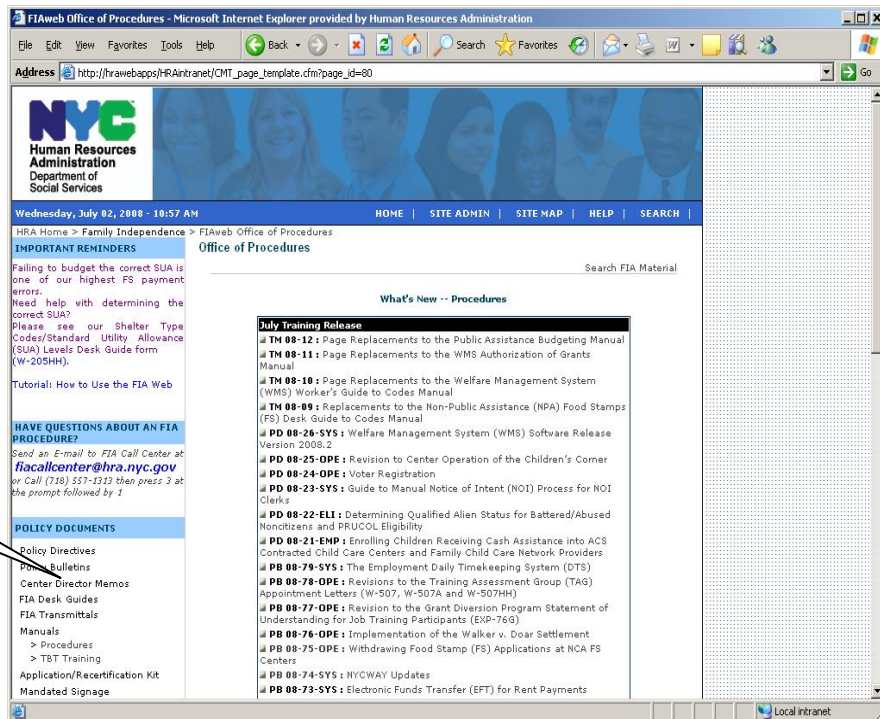 FIAweb Office of Procedures - Microsoft Internet Explorer provided by Human Resources Administration
File Edit View Favorites Tools Help
Back Search Favorites
Address http://hrawebapps/HRAintranet/CMT_page_template.cfm?page_id=80 Go
NYC
Human Resources
Administration
Department of
Social Services
Wednesday, July 02, 2008 - 10:57 AM HOME | SITE ADMIN | SITE MAP | HELP | SEARCH |
HRA Home > Family Independence > FIAweb Office of Procedures
IMPORTANT REMINDERS
Failing to budget the correct SUA is
one of our highest FS payment
errors.
Need help with determining the
correct SUA?
Please see our Shelter Type
Codes/Standard Utility Allowance
(SUA) Levels Desk Guide form
(W-205HH).
Tutorial: How to Use the FIA Web
HAVE QUESTIONS ABOUT AN FIA
PROCEDURE?
Send an E-mail to FIA Call Center at
fiacallcenter@hra.nyc.gov
or Call (718) 557-1313 then press 3 at
the prompt followed by 1
POLICY DOCUMENTS
Policy Directives
Policy Bulletins
Center Director Memos
FIA Desk Guides
FIA Transmittals
Manuals
> Procedures
> TBT Training
Application/Recertification Kit
Mandated Signage
Office of Procedures
Search FIA Material
What's New -- Procedures
July Training Release
TM 08-12 : Page Replacements to the Public Assistance Budgeting Manual
TM 08-11 : Page Replacements to the WMS Authorization of Grants
Manual
TM 08-10 : Page Replacements to the Welfare Management System
(WMS) Worker's Guide to Codes Manual
TM 08-09 : Replacements to the Non-Public Assistance (NPA) Food Stamps
(FS) Desk Guide to Codes Manual
PD 08-26-SYS : Welfare Management System (WMS) Software Release
Version 2008.2
PD 08-25-OPE : Revision to Center Operation of the Children's Corner
PD 08-24-OPE : Voter Registration
PD 08-23-SYS : Guide to Manual Notice of Intent (NOI) Process for NOI
Clerks
PD 08-22-ELI : Determining Qualified Alien Status for Battered/Abused
Noncitizens and PRUCOL Eligibility
PD 08-21-EMP : Enrolling Children Receiving Cash Assistance into ACS
Contracted Child Care Centers and Family Child Care Network Providers
PB 08-79-SYS : The Employment Daily Timekeeping System (DTS)
PB 08-78-OPE : Revisions to the Training Assessment Group (TAG)
Appointment Letters (W-507, W-507A and W-507HH)
PB 08-77-OPE : Revision to the Grant Diversion Program Statement of
Understanding for Job Training Participants (EXP-76G)
PB 08-76-OPE : Implementation of the Walker v. Doar Settlement
PB 08-75-OPE : Withdrawing Food Stamp (FS) Applications at NCA FS
Centers
PB 08-74-SYS : NYCWAY Updates
PB 08-73-SYS : Electronic Funds Transfer (EFT) for Rent Payments
Local intranet